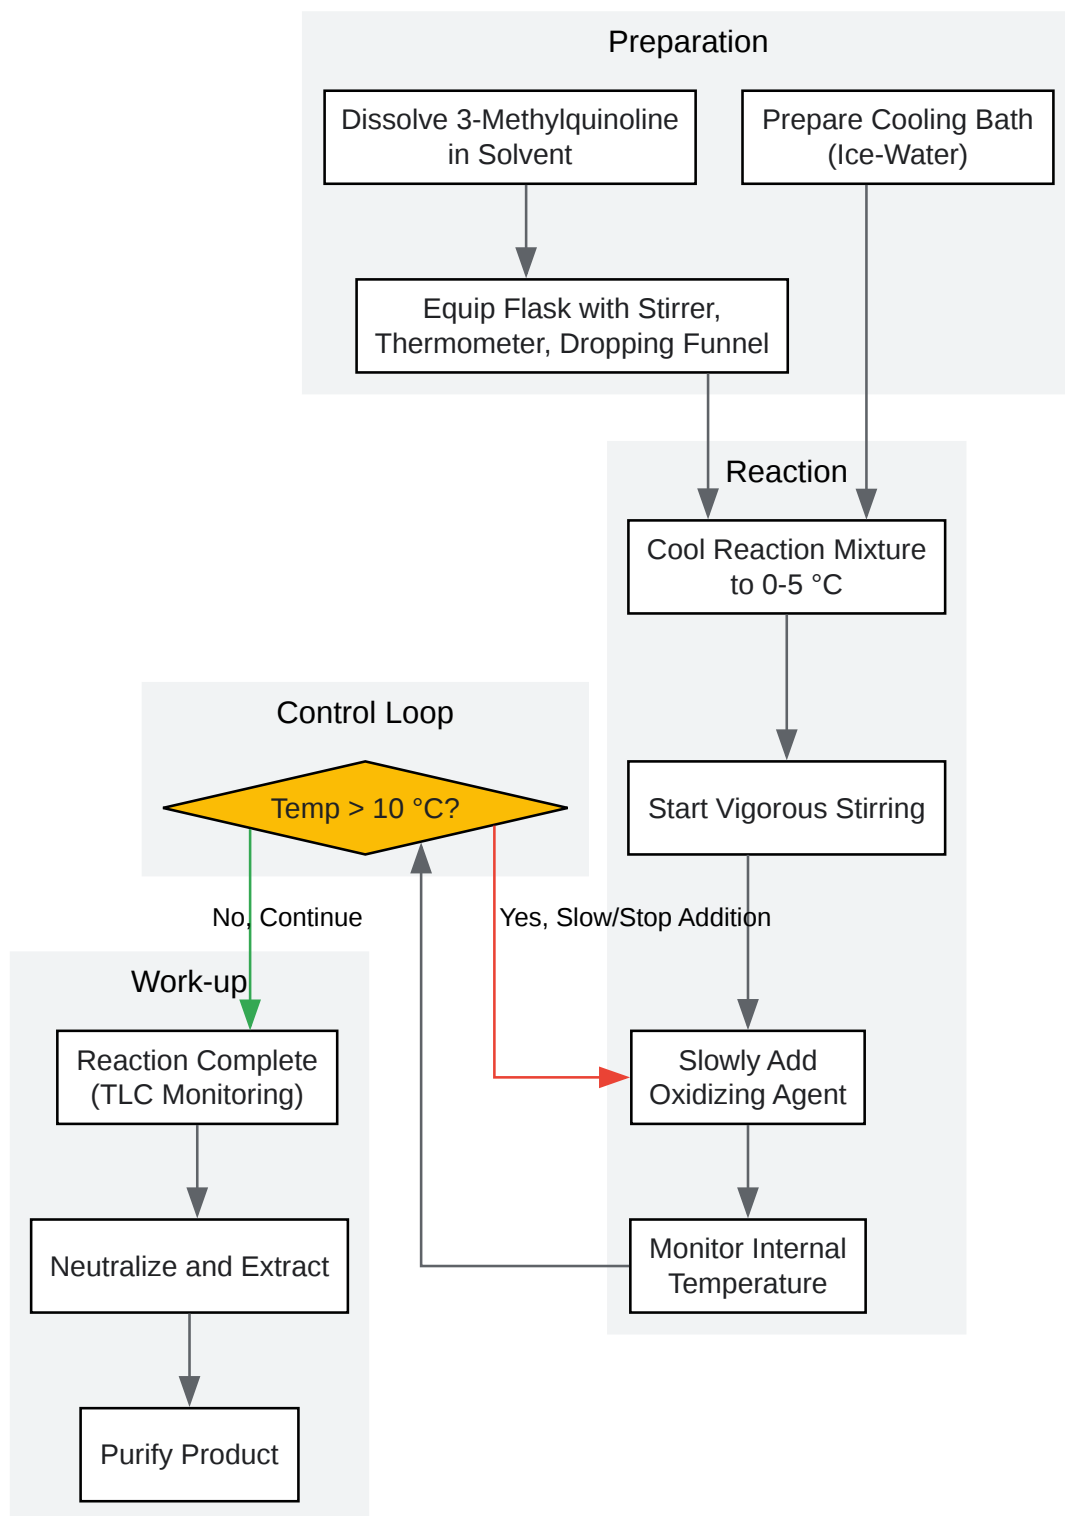 Preparation
Dissolve 3-Methylquinoline
in Solvent
Prepare Cooling Bath
(Ice-Water)
Equip Flask with Stirrer,
Thermometer, Dropping Funnel
Reaction
Cool Reaction Mixture
to 0-5 °C
Control Loop
Temp > 10 °C?
Start Vigorous Stirring
No, Continue
Yes, Slow/Stop Addition
Work-up
Reaction Complete
(TLC Monitoring)
Slowly Add
Oxidizing Agent
Neutralize and Extract
Monitor Internal
Temperature
Purify Product